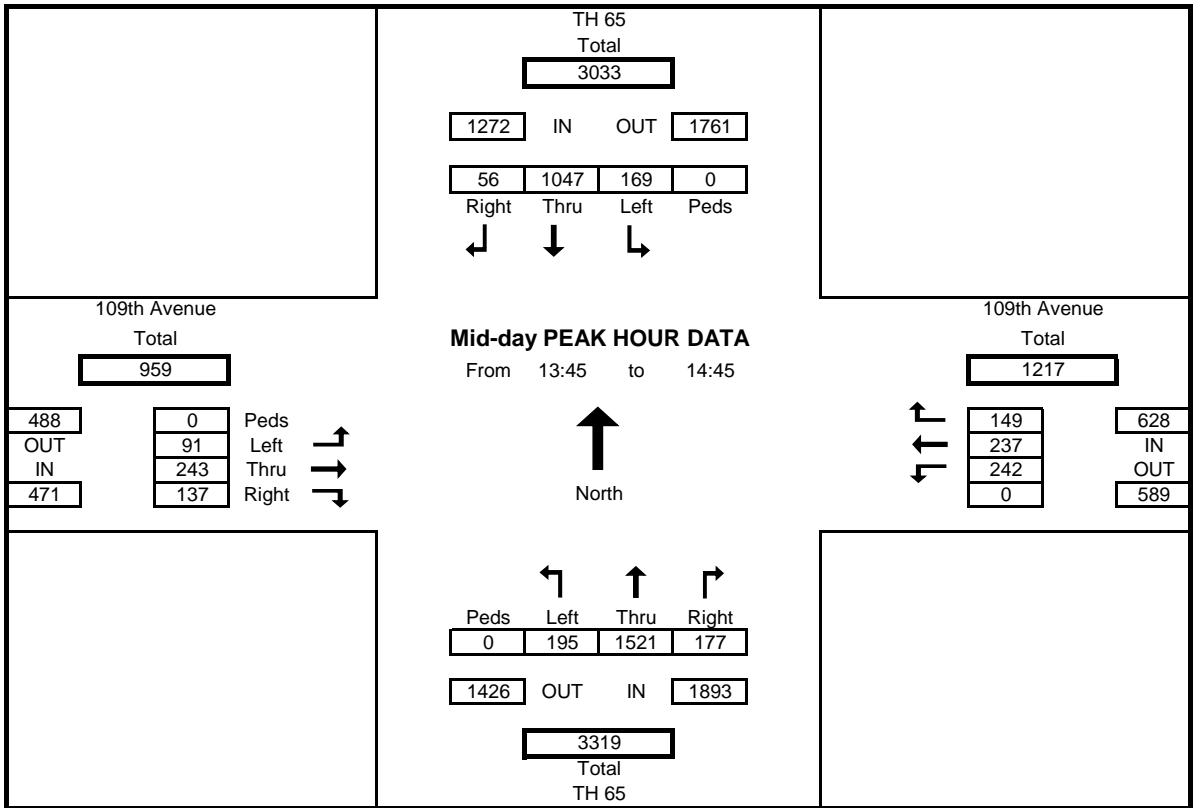 TH 65
Total
3033
1272 IN OUT 1761
56 1047 169 0
Right Thru Left Peds
109th Avenue
Total
959
488 0 Peds
OUT 91 Left
IN 243 Thru
471 137 Right
Mid-day PEAK HOUR DATA
From 13:45 to 14:45
North
109th Avenue
Total
1217
149 628
237 IN
242 OUT
0 589
Peds Left Thru Right
0 195 1521 177
1426 OUT IN 1893
3319
Total
TH 65